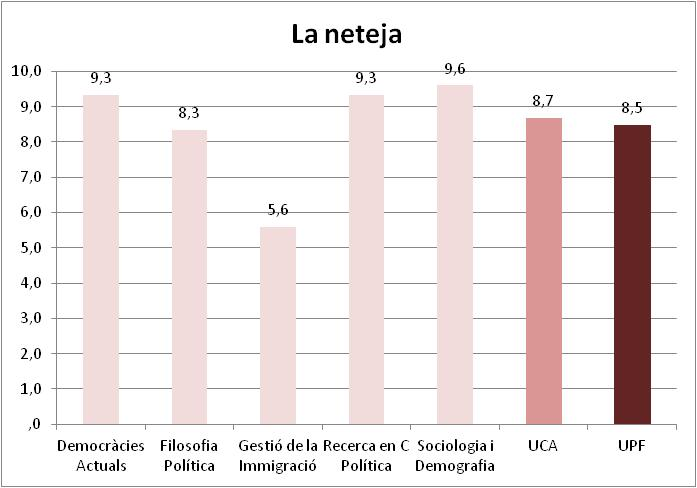 La neteja
10,0
9,0
8,0
7,0
6,0
5,0
4,0
3,0
2,0
1,0
,0
9,3
8,3
5,6
9,3
9,6
8,7
8,5
Democràcies
Actuals
Filosofia
Política
Gestió de la
Immigració
Recerca en C
Política
Sociologia i
Demografia
UCA
UPF